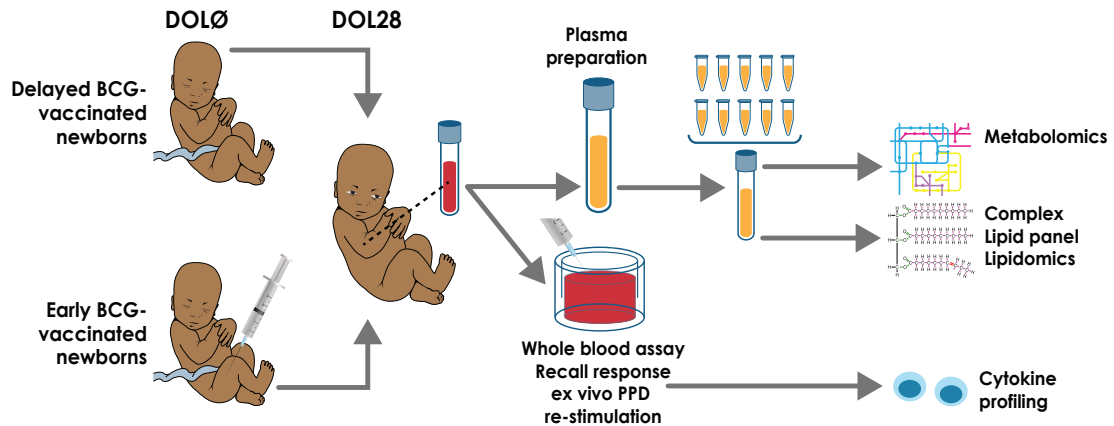 DOLØ
DOL28
Delayed BCG-
vaccinated
newborns
Early BCG-
vaccinated
newborns
Plasma
preparation
Whole blood assay
Recall response
ex vivo PPD
re-stimulation
Metabolomics
Complex
Lipid panel
Lipidomics
Cytokine
profiling